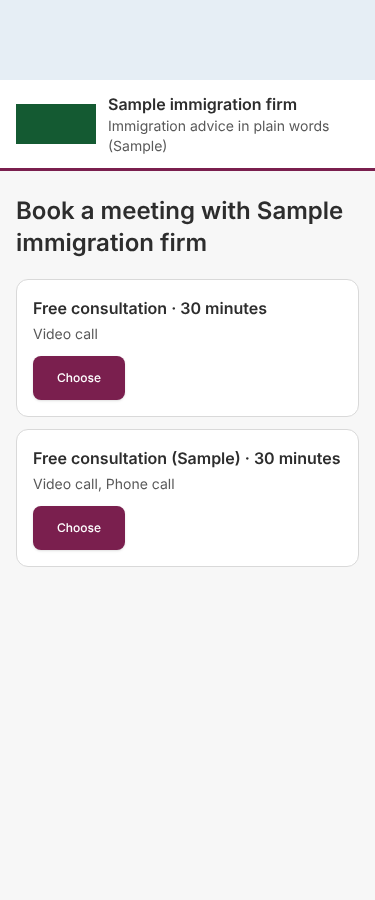 Sample immigration firm
Immigration advice in plain words
(Sample)
Book a meeting with Sample
immigration firm
Free consultation · 30 minutes
Video call
Choose
Free consultation (Sample) · 30 minutes
Video call, Phone call
Choose